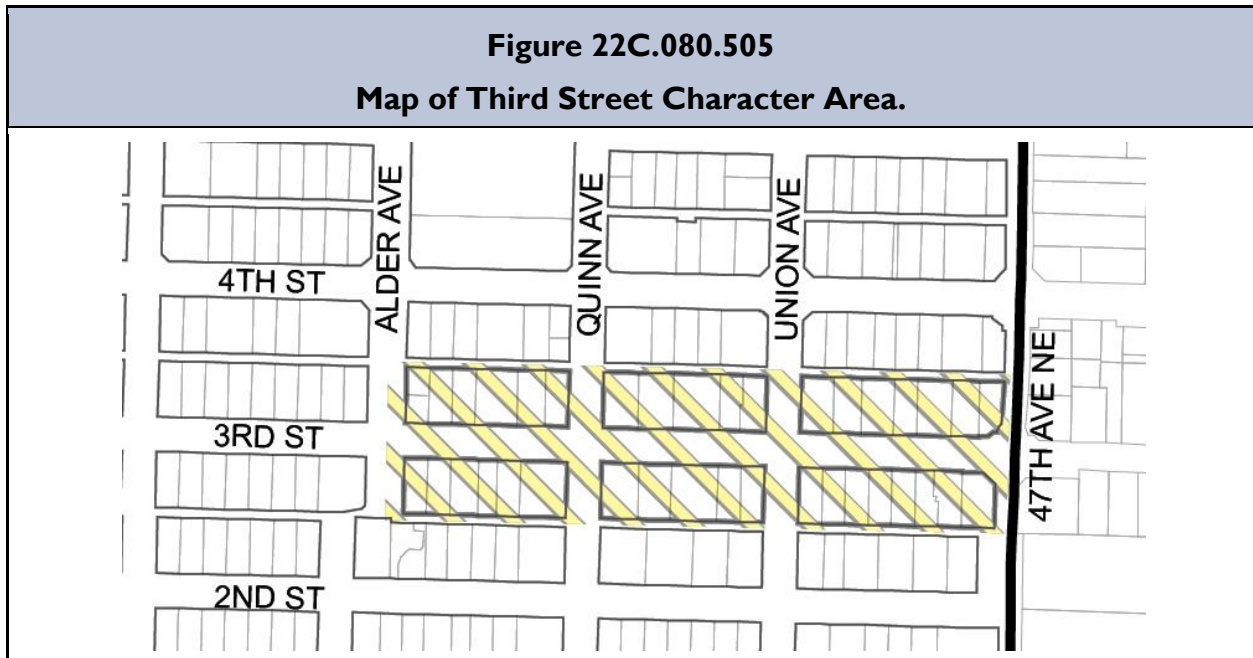 Figure 22C.080.505
Map of Third Street Character Area.
ALDER AVE
QUINN AVE
UNION AVE
4TH ST
47TH AVE NE
3RD ST
2ND ST